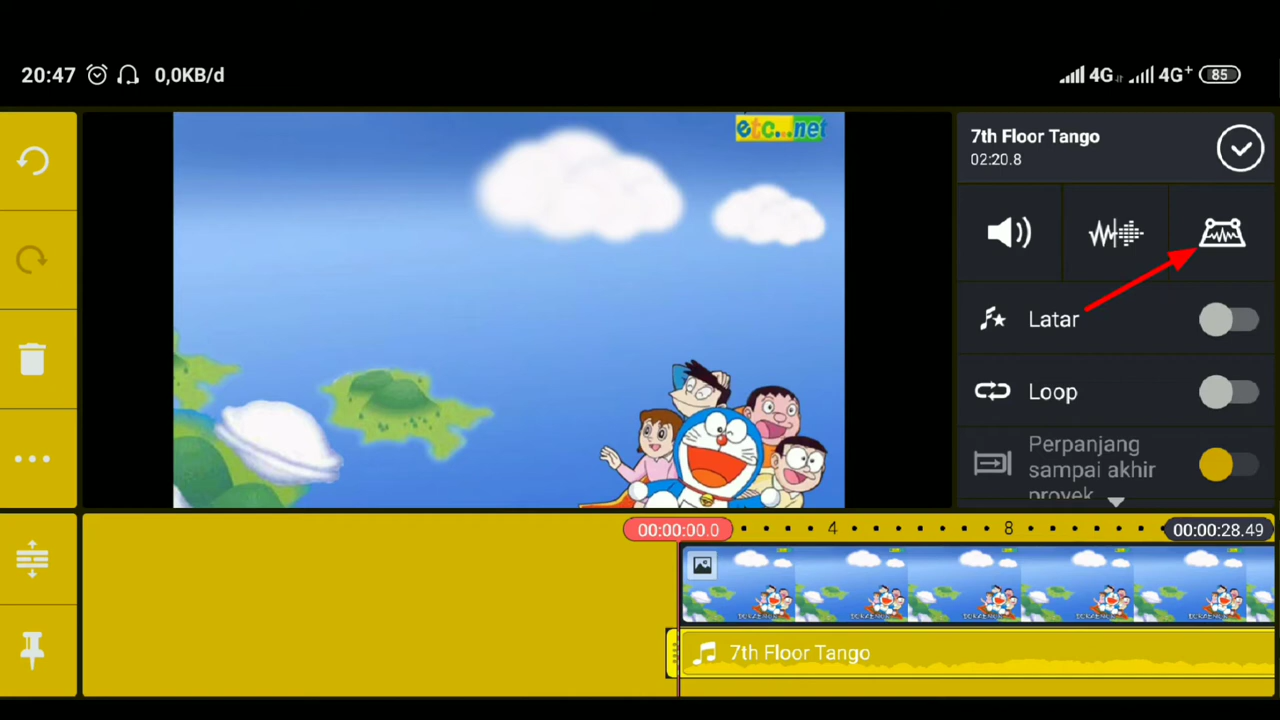 20:47
0,0KB/d
4G
4G+
85
etc...net
7th Floor Tango
02:20.8
Latar
Loop
Perpanjang
sampai akhir
proyek
00:00:00.0
4
8
00:00:28.49
7th Floor Tango